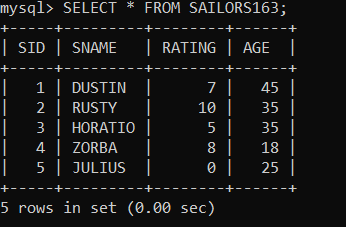 mysql> SELECT * FROM SAILORS163;
+-----+---------+--------+------+
| SID | SNAME   | RATING | AGE  |
+-----+---------+--------+------+
|   1 | DUSTIN  |      7 |   45 |
|   2 | RUSTY   |     10 |   35 |
|   3 | HORATIO |      5 |   35 |
|   4 | ZORBA   |      8 |   18 |
|   5 | JULIUS  |      0 |   25 |
+-----+---------+--------+------+
5 rows in set (0.00 sec)